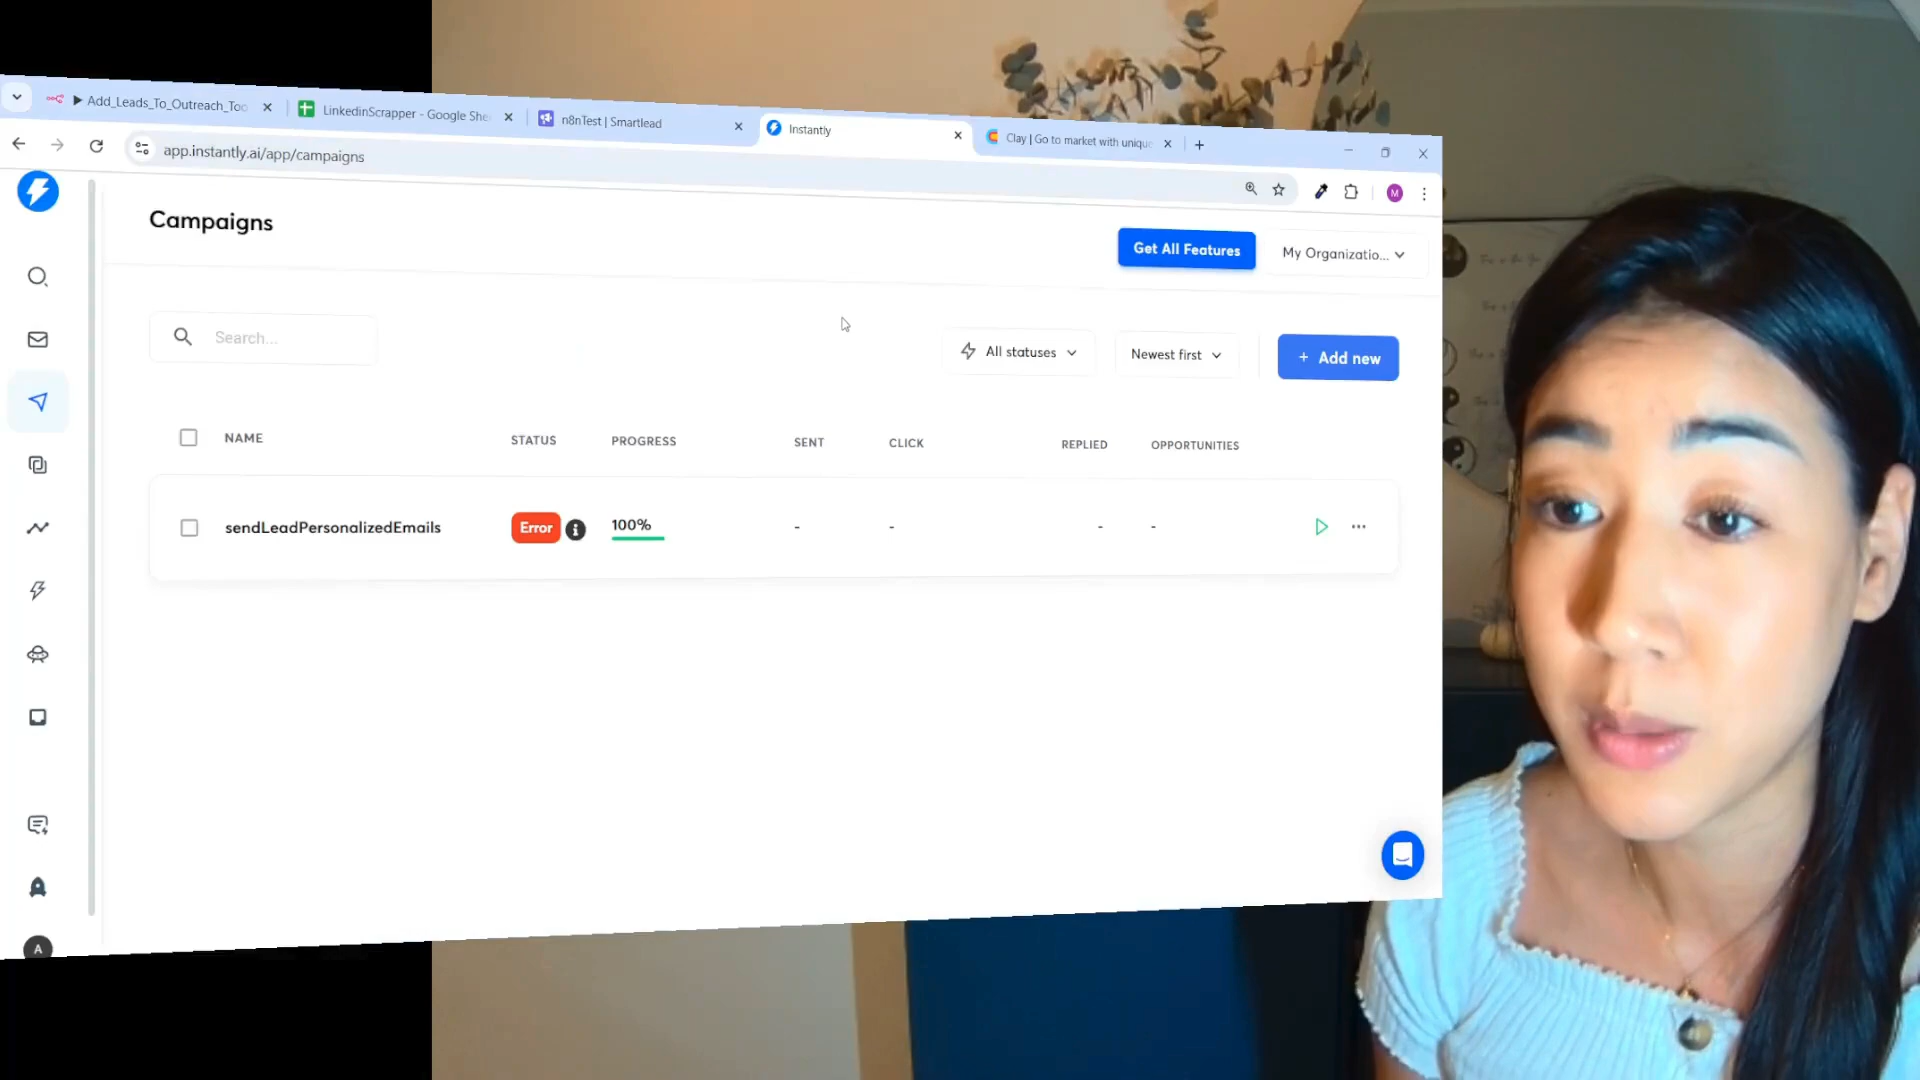 Add_Leads_To_Outreach_Too
LinkedinScrapper - Google She
n8nTest | Smartlead
Instantly
Clay | Go to market with unique
app.instantly.ai/app/campaigns
M
Campaigns
Get All Features
My Organizatio...
Search...
All statuses
Newest first
+ Add new
NAME
STATUS
PROGRESS
SENT
CLICK
REPLIED
OPPORTUNITIES
sendLeadPersonalizedEmails
Error
100%
-
-
-
-
A